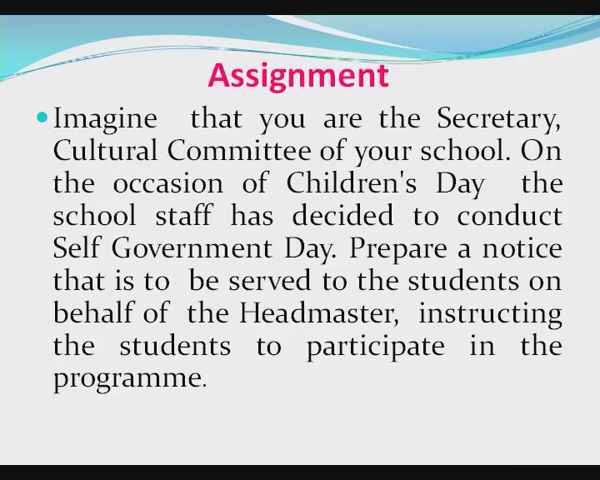 Assignment
• Imagine that you are the Secretary,
Cultural Committee of your school. On
the occasion of Children's Day the
school staff has decided to conduct
Self Government Day. Prepare a notice
that is to be served to the students on
behalf of the Headmaster, instructing
the students to participate in the
programme.